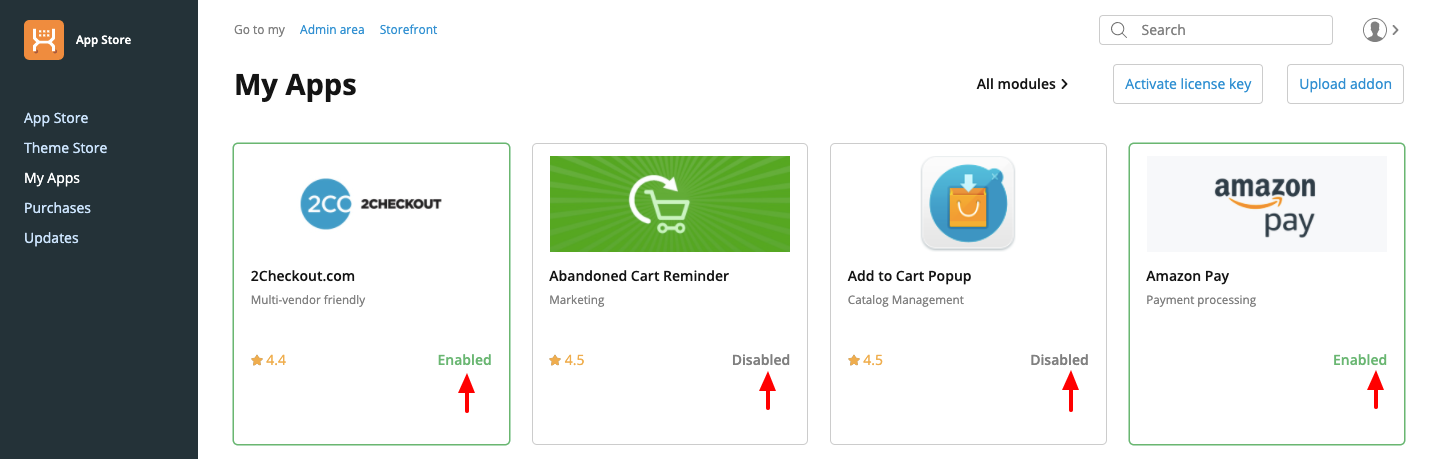 App Store
Go to my Admin area Storefront
Search
My Apps
All modules
Activate license key
Upload addon
App Store
Theme Store
My Apps
Purchases
Updates
2CO 2CHECKOUT
2Checkout.com
Multi-vendor friendly
4.4 Enabled
Abandoned Cart Reminder
Marketing
4.5 Disabled
Add to Cart Popup
Catalog Management
4.5 Disabled
amazon
pay
Amazon Pay
Payment processing
Enabled